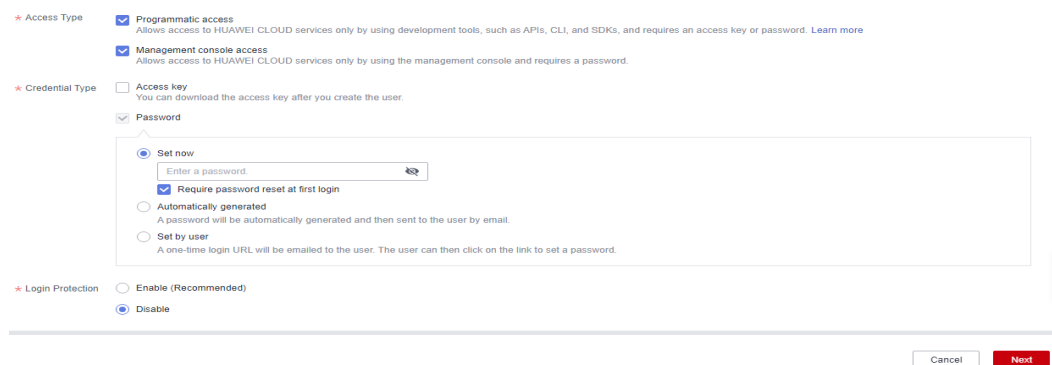 * Access Type
Programmatic access
Allows access to HUAWEI CLOUD services only by using development tools, such as APIs, CLI, and SDKs, and requires an access key or password. Learn more
Management console access
Allows access to HUAWEI CLOUD services only by using the management console and requires a password.
* Credential Type
Access key
You can download the access key after you create the user.
Password
Set now
Enter a password.
Require password reset at first login
Automatically generated
A password will be automatically generated and then sent to the user by email.
Set by user
A one-time login URL will be emailed to the user. The user can then click on the link to set a password.
* Login Protection
Enable (Recommended)
Disable
Cancel
Next